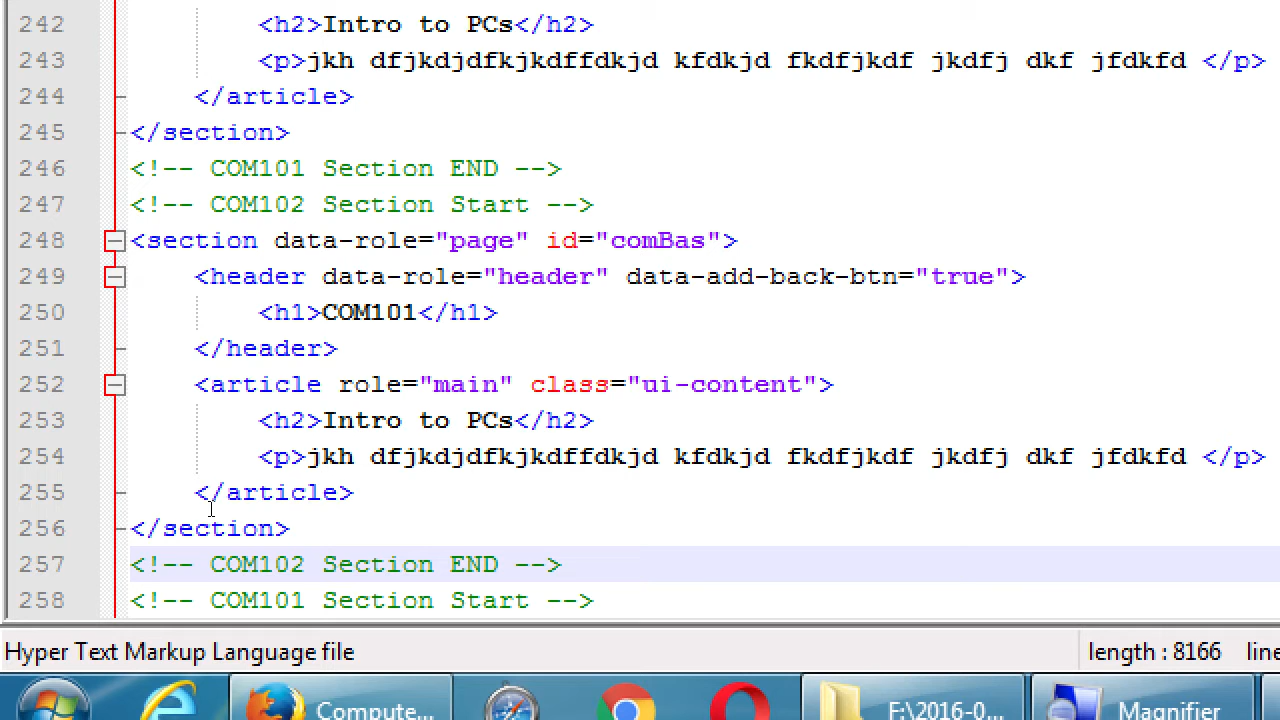 242 <h2>Intro to PCs</h2>
243 <p>jkh dfjkdjdfkjkdffdkjd kfdkjd fkdfjkdf jkdfj dkf jfdkfd </p>
244 </article>
245 </section>
246 <!-- COM101 Section END -->
247 <!-- COM102 Section Start -->
248 <section data-role="page" id="comBas">
249 <header data-role="header" data-add-back-btn="true">
250 <h1>COM101</h1>
251 </header>
252 <article role="main" class="ui-content">
253 <h2>Intro to PCs</h2>
254 <p>jkh dfjkdjdfkjkdffdkjd kfdkjd fkdfjkdf jkdfj dkf jfdkfd </p>
255 </article>
256 </section>
257 <!-- COM102 Section END -->
258 <!-- COM101 Section Start -->
Hyper Text Markup Language file length : 8166 line
Compute... F:\2016-0... Magnifier